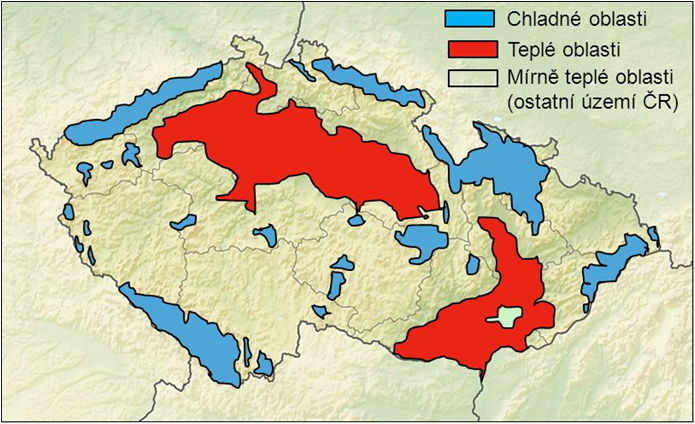 Chladné oblasti
Teplé oblasti
Mírně teplé oblasti
(ostatní území ČR)